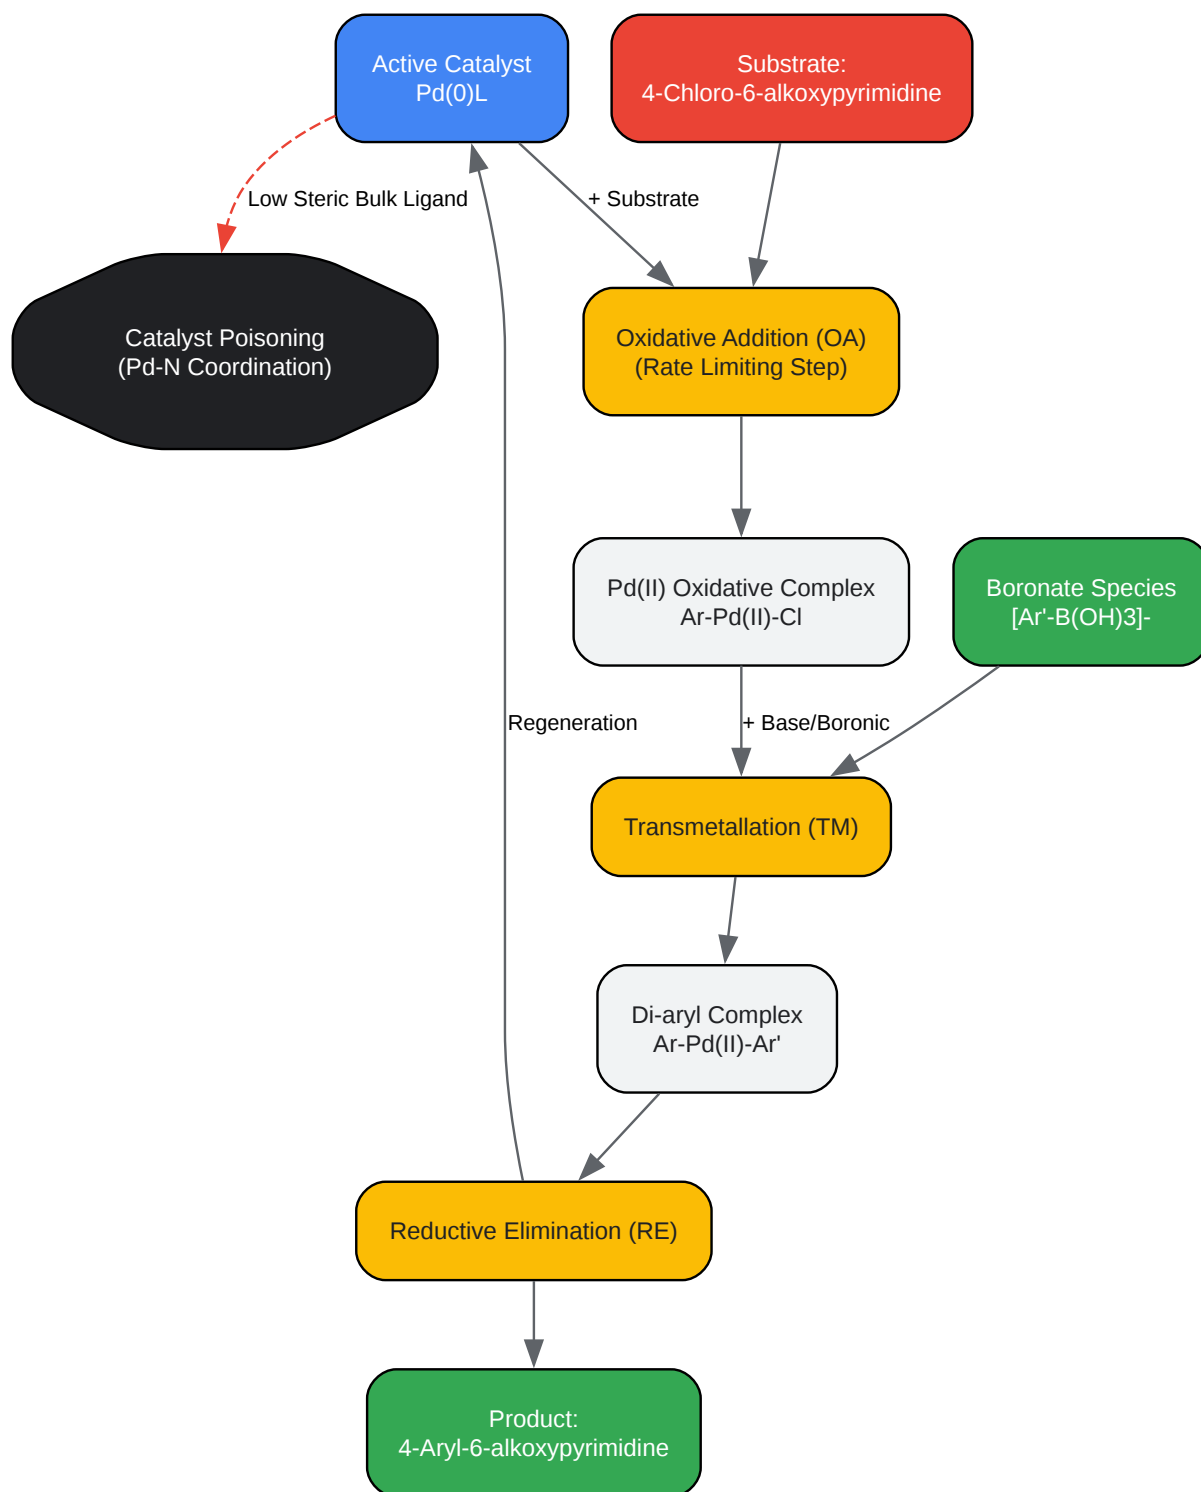 Active Catalyst
Pd(0)L
Substrate:
4-Chloro-6-alkoxypyrimidine
Low Steric Bulk Ligand
+ Substrate
Catalyst Poisoning
(Pd-N Coordination)
Oxidative Addition (OA)
(Rate Limiting Step)
Pd(II) Oxidative Complex
Ar-Pd(II)-Cl
Boronate Species
[Ar'-B(OH)3]-
Regeneration
+ Base/Boronic
Transmetallation (TM)
Di-aryl Complex
Ar-Pd(II)-Ar'
Reductive Elimination (RE)
Product:
4-Aryl-6-alkoxypyrimidine